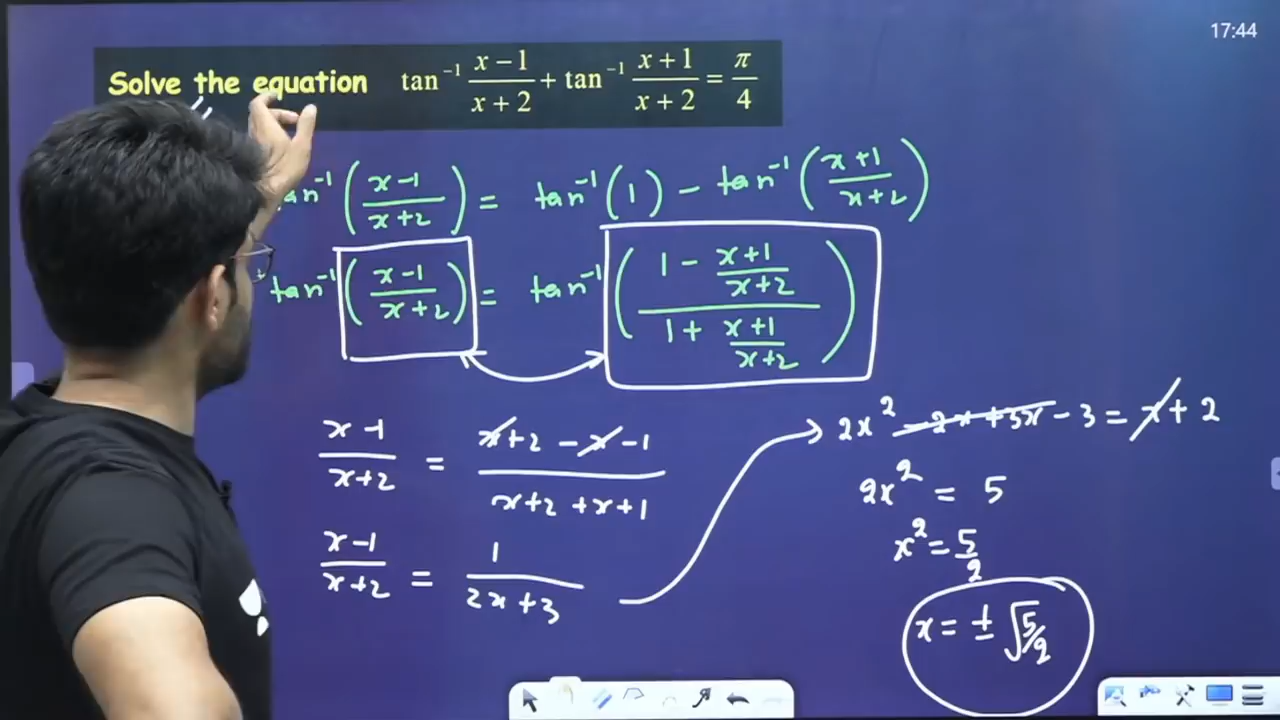 17:44
Solve the equation tan⁻¹ (x − 1)/(x + 2) + tan⁻¹ (x + 1)/(x + 2) = π/4
tan⁻¹ ((x-1)/(x+2)) = tan⁻¹ (1) - tan⁻¹ ((x+1)/(x+2))
tan⁻¹ ((x-1)/(x+2)) = tan⁻¹ ((1 - (x+1)/(x+2))/(1 + (x+1)/(x+2)))
(x-1)/(x+2) = (x+2 - x - 1)/(x+2 + x+1)
(x-1)/(x+2) = 1/(2x+3)
2x² - 2x + 3x - 3 = x + 2
2x² = 5
x² = 5/2
x = ± √5/2